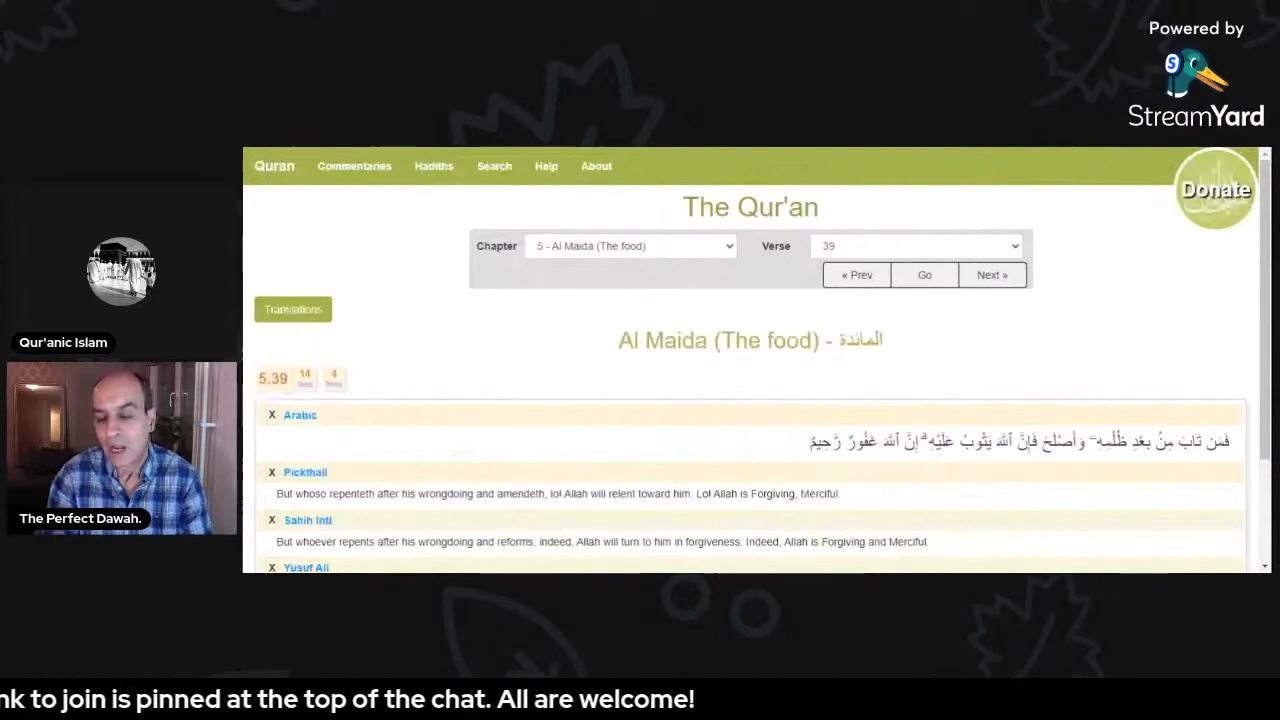 Powered by
StreamYard
Quran Commentaries Hadiths Search Help About
Donate
The Qur'an
Chapter 5 - Al Maida (The food) Verse 39
« Prev Go Next »
Translations
Al Maida (The food) - المائدة
5.39 14 4
X Arabic
فَمَن تَابَ مِنۢ بَعْدِ ظُلْمِهِۦ وَأَصْلَحَ فَإِنَّ ٱللَّهَ يَتُوبُ عَلَيْهِ ۗ إِنَّ ٱللَّهَ غَفُورٌ رَّحِيمٌ
X Pickthall
But whoso repenteth after his wrongdoing and amendeth, lo! Allah will relent toward him. Lo! Allah is Forgiving, Merciful.
X Sahih Intl
But whoever repents after his wrongdoing and reforms, indeed, Allah will turn to him in forgiveness. Indeed, Allah is Forgiving and Merciful.
X Yusuf Ali
Qur'anic Islam
The Perfect Dawah.
nk to join is pinned at the top of the chat. All are welcome!